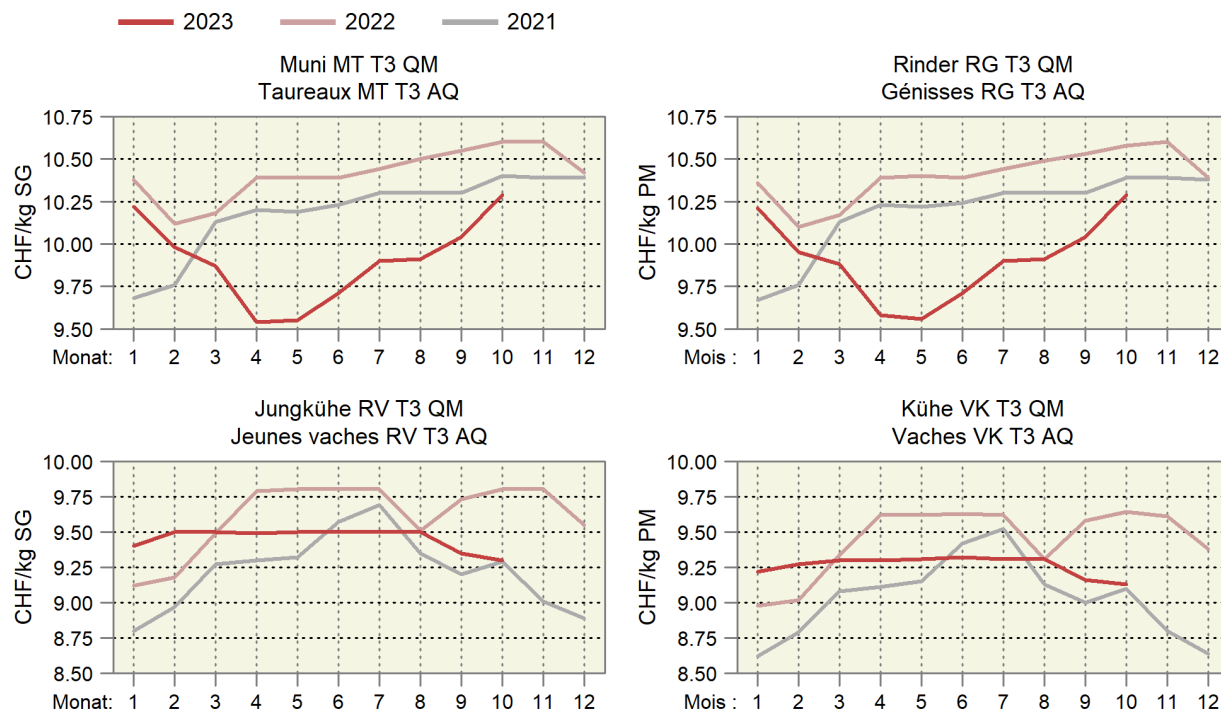 2023 2022 2021
Muni MT T3 QM
Taureaux MT T3 AQ
CHF/kg SG
10.75
10.50
10.25
10.00
9.75
9.50
Monat: 1 2 3 4 5 6 7 8 9 10 11 12
Rinder RG T3 QM
Génisses RG T3 AQ
CHF/kg PM
10.75
10.50
10.25
10.00
9.75
9.50
Mois : 1 2 3 4 5 6 7 8 9 10 11 12
Jungkühe RV T3 QM
Jeunes vaches RV T3 AQ
CHF/kg SG
10.00
9.75
9.50
9.25
9.00
8.75
8.50
Monat: 1 2 3 4 5 6 7 8 9 10 11 12
Kühe VK T3 QM
Vaches VK T3 AQ
CHF/kg PM
10.00
9.75
9.50
9.25
9.00
8.75
8.50
Mois : 1 2 3 4 5 6 7 8 9 10 11 12